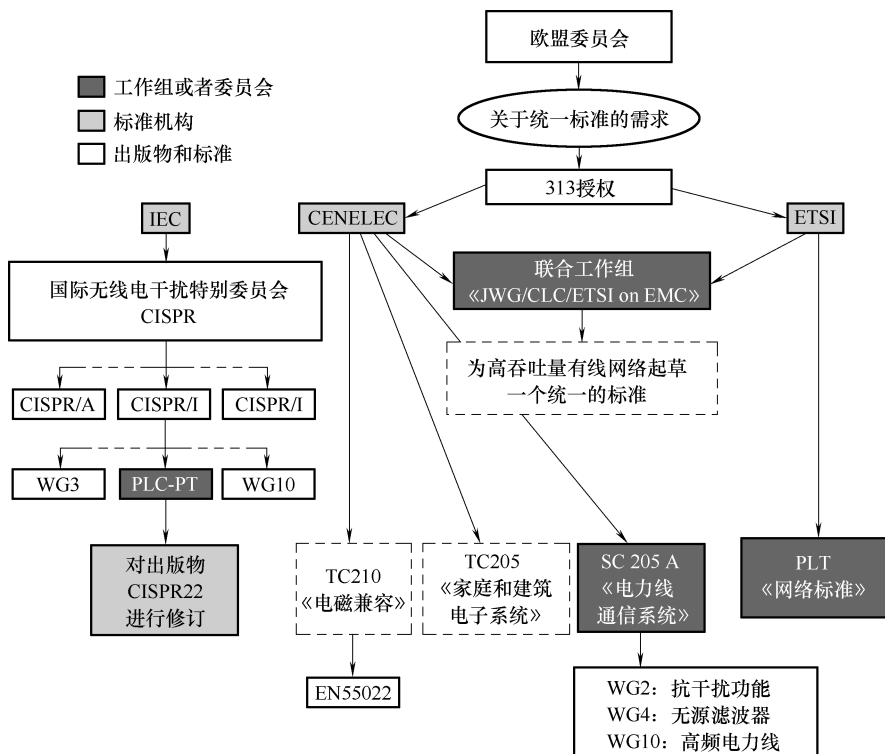 欧盟委员会
工作组或者委员会
标准机构
出版物和标准
关于统一标准的需求
313授权
IEC
CENELEC
ETSI
国际无线电干扰特别委员会
CISPR
联合工作组
《JWG/CLC/ETSI on EMC》
为高吞吐量有线网络起草
一个统一的标准
CISPR/A
CISPR/I
CISPR/I
WG3
PLC-PT
WG10
对出版物
CISPR22
进行修订
TC210
《电磁兼容》
TC205
《家庭和建筑
电子系统》
SC 205 A
《电力线
通信系统》
PLT
《网络标准》
EN55022
WG2：抗干扰功能
WG4：无源滤波器
WG10：高频电力线